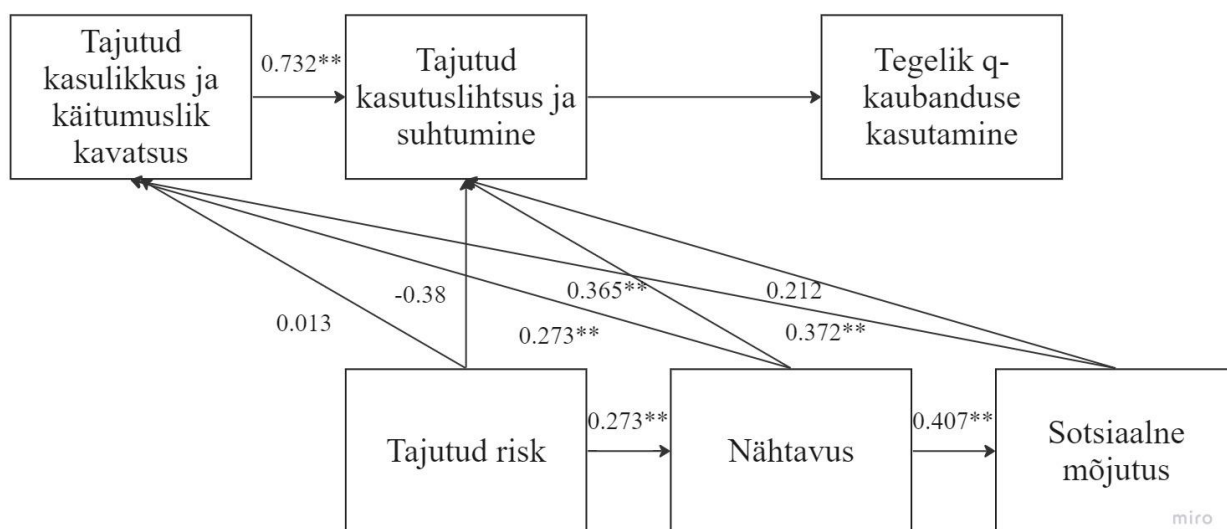 Tajutud
kasulikkus ja
käitumuslik
kavatsus
0.732**
Tajutud
kasutuslihtsus ja
suhtumine
Tegelik q-
kaubanduse
kasutamine
0.013
-0.38
0.365**
0.273**
0.212
0.372**
Tajutud risk
0.273**
Nähtavus
0.407**
Sotsiaalne
mõjutus
miro